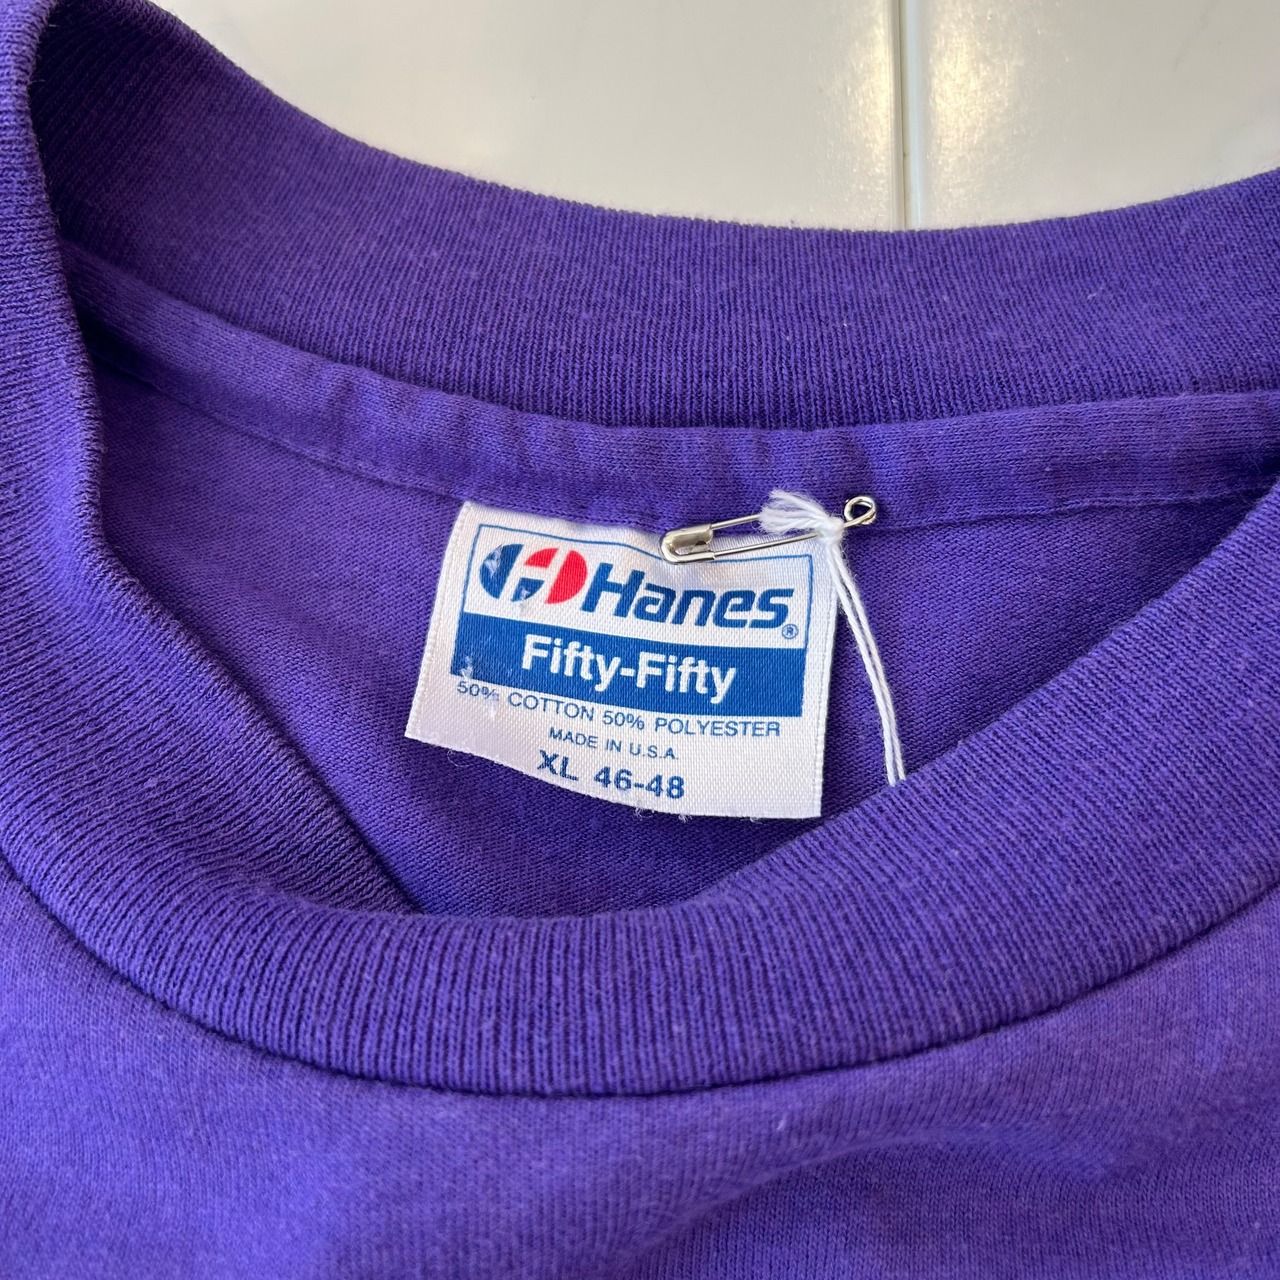 Hanes®
Fifty-Fifty
50% COTTON 50% POLYESTER
MADE IN U.S.A.
XL 46-48